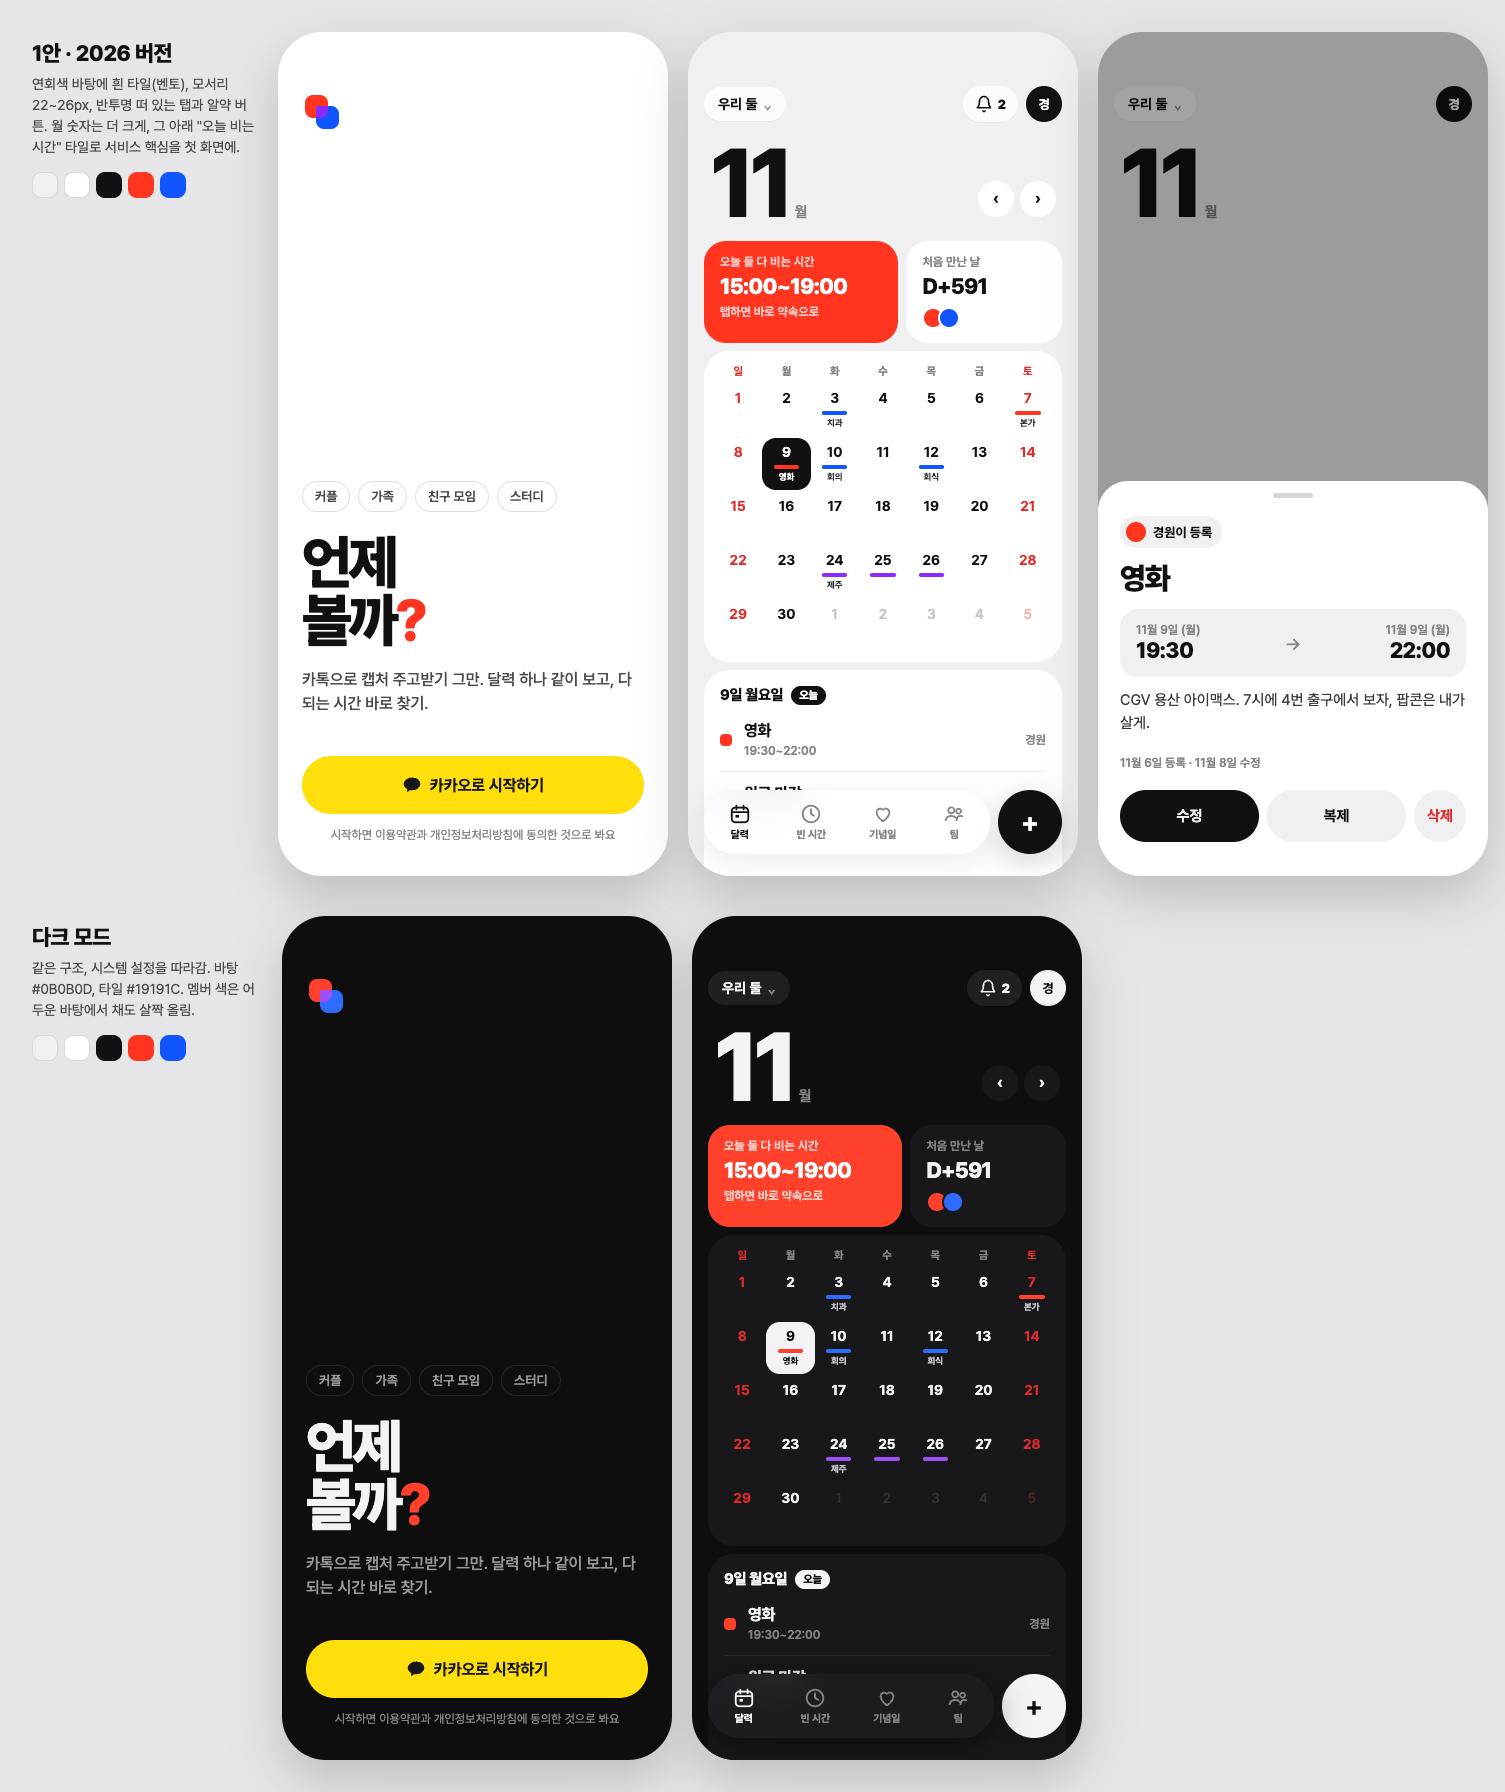 1안 · 2026 버전
연회색 바탕에 흰 타일(벤토), 모서리
22~26px, 반투명 떠 있는 탭과 알약 버
튼. 월 숫자는 더 크게, 그 아래 "오늘 비는
시간" 타일로 서비스 핵심을 첫 화면에.
커플 가족 친구 모임 스터디
언제
볼까?
카톡으로 캡처 주고받기 그만. 달력 하나 같이 보고, 다
되는 시간 바로 찾기.
카카오로 시작하기
시작하면 이용약관과 개인정보처리방침에 동의한 것으로 봐요
우리 둘 2 경
11 월
‹ ›
오늘 둘 다 비는 시간
15:00~19:00
탭하면 바로 약속으로
처음 만난 날
D+591
일 월 화 수 목 금 토
1 2 3 4 5 6 7
치과 본가
8 9 10 11 12 13 14
영화 회의 회식
15 16 17 18 19 20 21
22 23 24 25 26 27 28
제주
29 30 1 2 3 4 5
9일 월요일 오늘
영화 경원
19:30~22:00
달력 빈 시간 기념일 팀 +
우리 둘 경
11 월
경원이 등록
영화
11월 9일 (월) 11월 9일 (월)
19:30 → 22:00
CGV 용산 아이맥스. 7시에 4번 출구에서 보자, 팝콘은 내가
살게.
11월 6일 등록 · 11월 8일 수정
수정 복제 삭제
다크 모드
같은 구조, 시스템 설정을 따라감. 바탕
#0B0B0D, 타일 #19191C. 멤버 색은 어
두운 바탕에서 채도 살짝 올림.
커플 가족 친구 모임 스터디
언제
볼까?
카톡으로 캡처 주고받기 그만. 달력 하나 같이 보고, 다
되는 시간 바로 찾기.
카카오로 시작하기
시작하면 이용약관과 개인정보처리방침에 동의한 것으로 봐요
우리 둘 2 경
11 월
‹ ›
오늘 둘 다 비는 시간
15:00~19:00
탭하면 바로 약속으로
처음 만난 날
D+591
일 월 화 수 목 금 토
1 2 3 4 5 6 7
치과 본가
8 9 10 11 12 13 14
영화 회의 회식
15 16 17 18 19 20 21
22 23 24 25 26 27 28
제주
29 30 1 2 3 4 5
9일 월요일 오늘
영화 경원
19:30~22:00
달력 빈 시간 기념일 팀 +